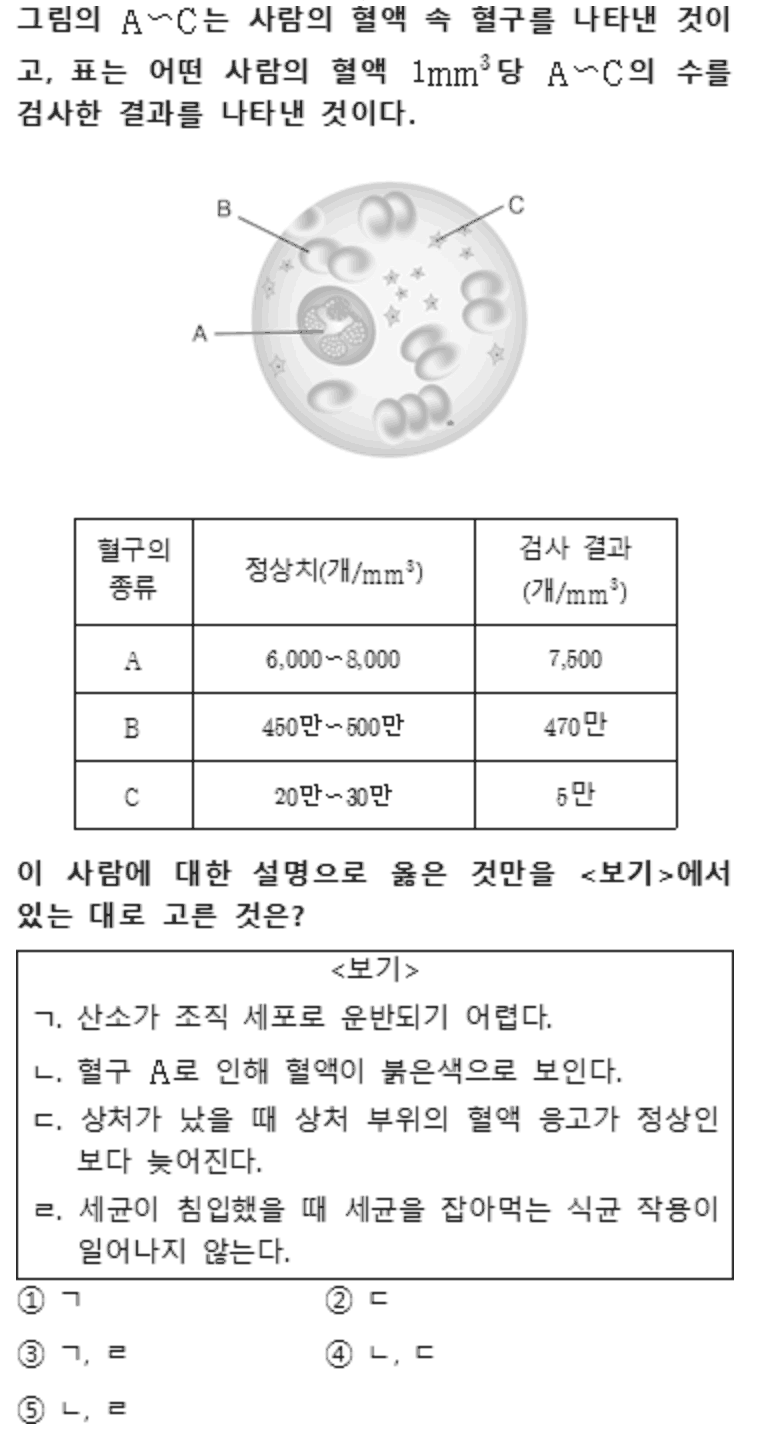 그림의 A∼C는 사람의 혈액 속 혈구를 나타낸 것이
고, 표는 어떤 사람의 혈액 1mm³당 A∼C의 수를
검사한 결과를 나타낸 것이다.
B
C
A
혈구의 종류 정상치(개/mm³) 검사 결과 (개/mm³)
A 6,000∼8,000 7,500
B 450만∼500만 470만
C 20만∼30만 5만
이 사람에 대한 설명으로 옳은 것만을 <보기>에서
있는 대로 고른 것은?
<보기>
ㄱ. 산소가 조직 세포로 운반되기 어렵다.
ㄴ. 혈구 A로 인해 혈액이 붉은색으로 보인다.
ㄷ. 상처가 났을 때 상처 부위의 혈액 응고가 정상인
보다 늦어진다.
ㄹ. 세균이 침입했을 때 세균을 잡아먹는 식균 작용이
일어나지 않는다.
① ㄱ ② ㄷ
③ ㄱ, ㄹ ④ ㄴ, ㄷ
⑤ ㄴ, ㄹ